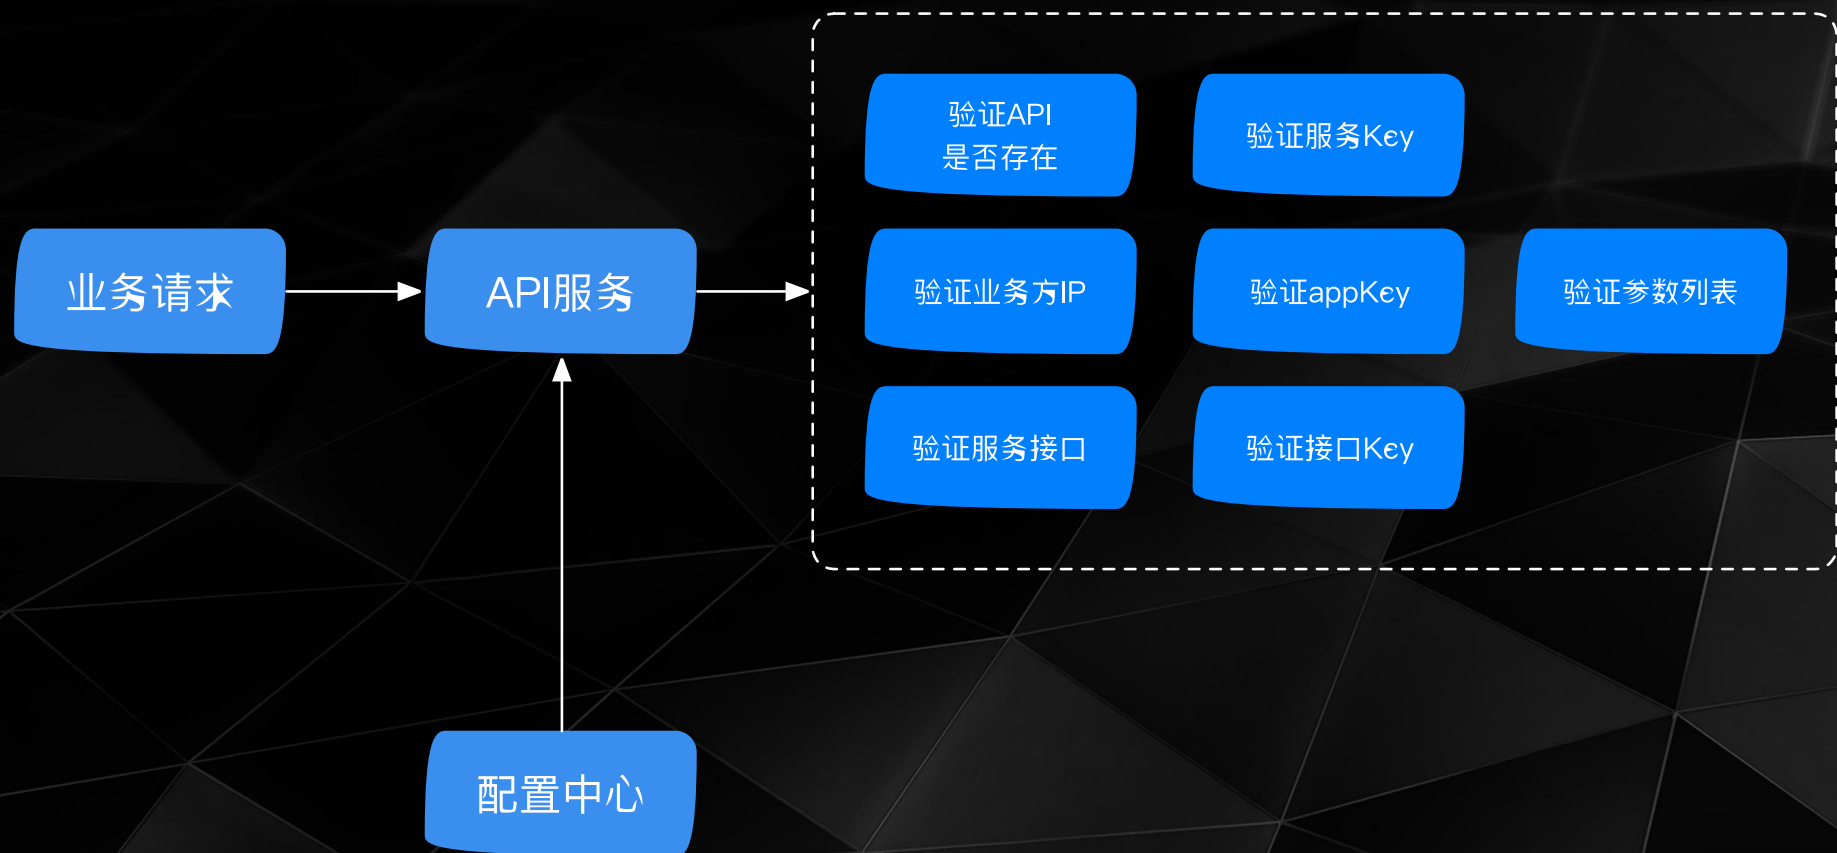 验证API
是否存在
验证服务Key
业务请求
API服务
验证业务方IP
验证appKey
验证参数列表
验证服务接口
验证接口Key
配置中心